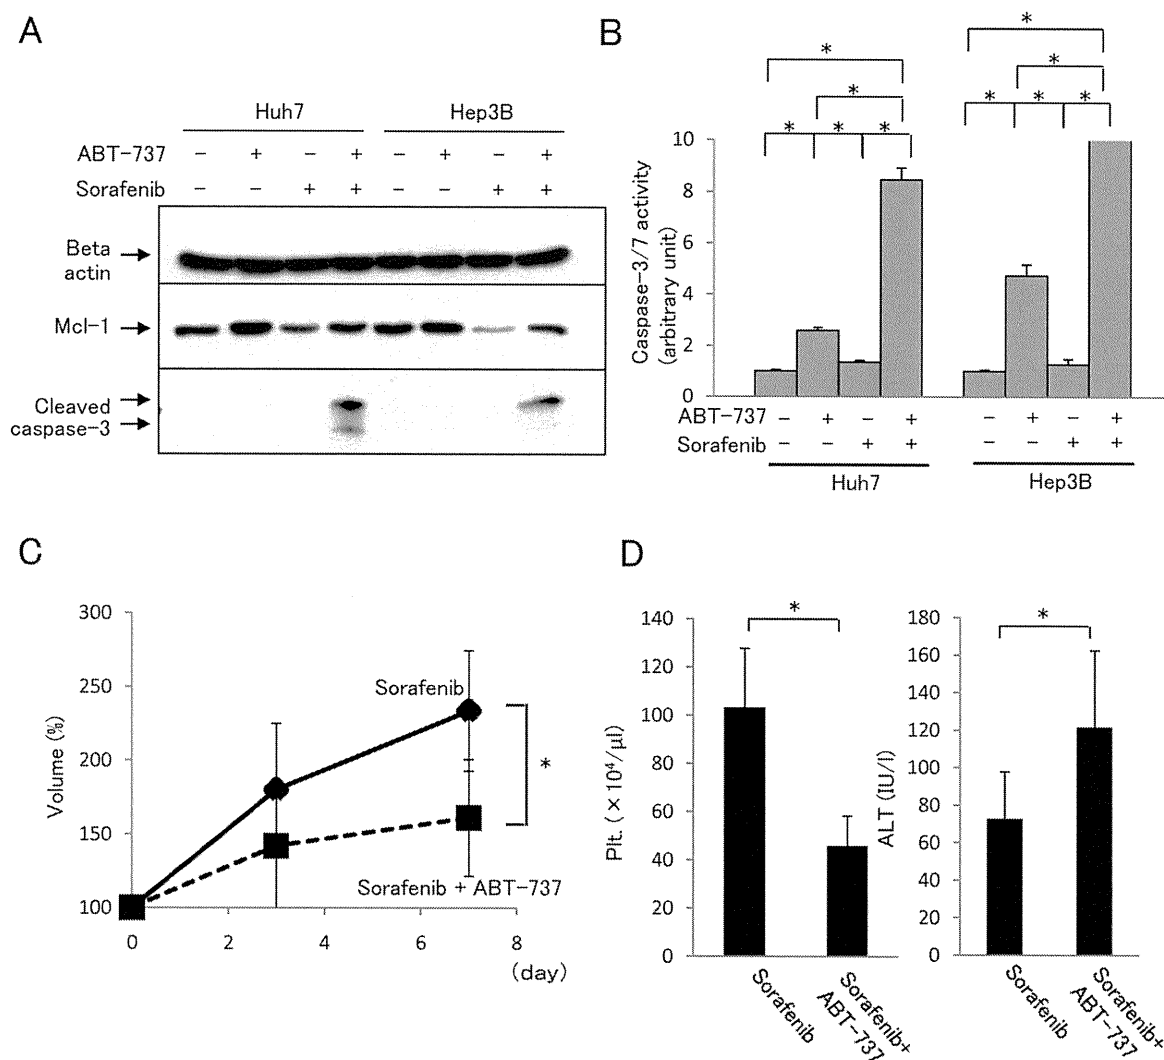 A
Huh7 Hep3B
ABT-737 - + - + - + - +
Sorafenib - - + + - - + +
Beta
actin
Mcl-1
Cleaved
caspase-3
B
* *
* *
* * * * * *
Caspase-3/7 activity
(arbitrary unit)
10
8
6
4
2
0
ABT-737 - + - + - + - +
Sorafenib - - + + - - + +
Huh7 Hep3B
C
Volume (%)
300
250
200
150
100
Sorafenib
*
Sorafenib + ABT-737
0 2 4 6 8
(day)
D
Plt. (×10⁴/μl)
140
120
100
80
60
40
20
0
*
Sorafenib
Sorafenib+
ABT-737
ALT (IU/l)
180
160
140
120
100
80
60
40
20
0
*
Sorafenib
Sorafenib+
ABT-737